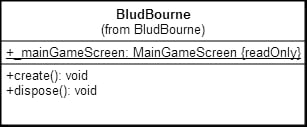 BludBourne
(from BludBourne)
+_mainGameScreen: MainGameScreen {readOnly}
+create(): void
+dispose(): void